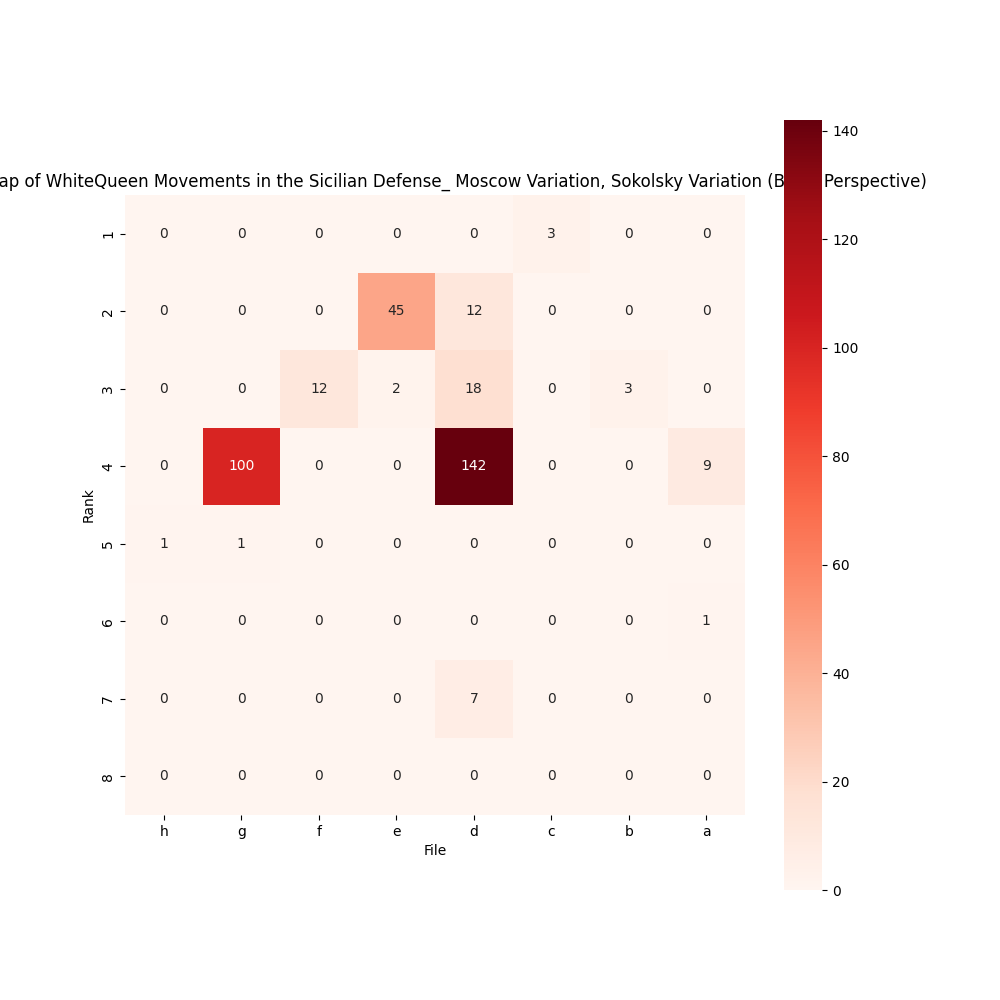 ap of WhiteQueen Movements in the Sicilian Defense_ Moscow Variation, Sokolsky Variation (B Perspective)
1 0 0 0 0 0 3 0 0
2 0 0 0 45 12 0 0 0
3 0 0 12 2 18 0 3 0
4 0 100 0 0 142 0 0 9
5 1 1 0 0 0 0 0 0
6 0 0 0 0 0 0 0 1
7 0 0 0 0 7 0 0 0
8 0 0 0 0 0 0 0 0
h g f e d c b a
File
Rank
140
120
100
80
60
40
20
0